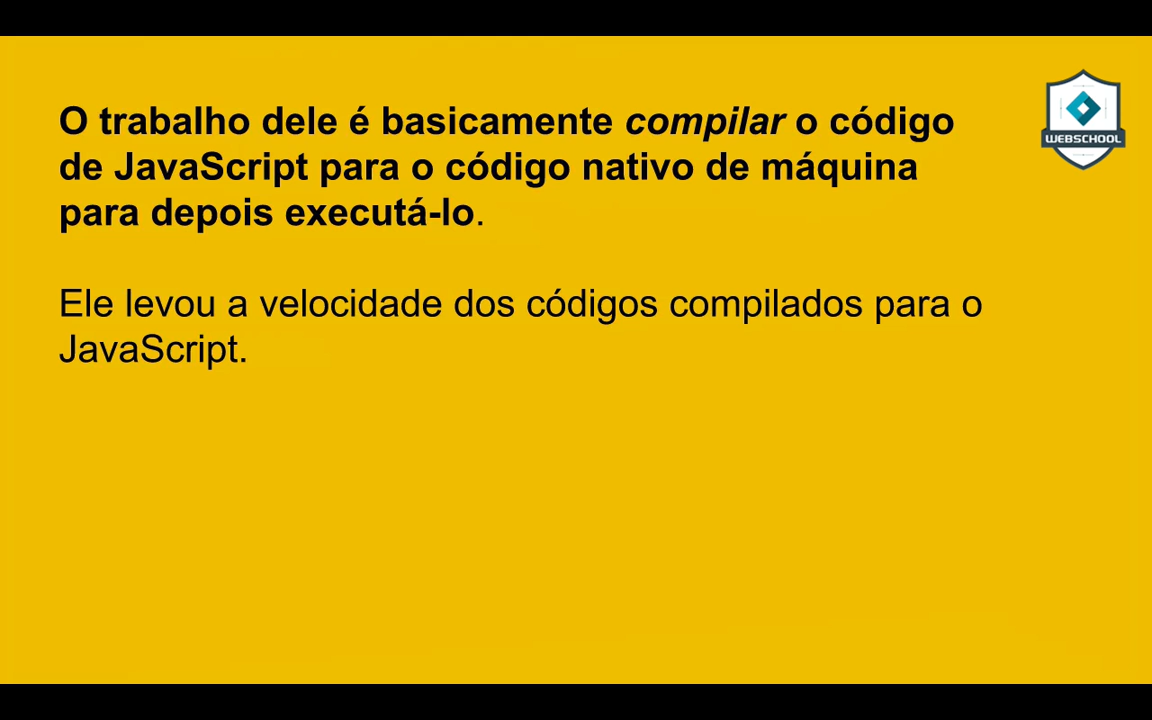 O trabalho dele é basicamente compilar o código
de JavaScript para o código nativo de máquina
para depois executá-lo.
Ele levou a velocidade dos códigos compilados para o
JavaScript.
WEBSCHOOL